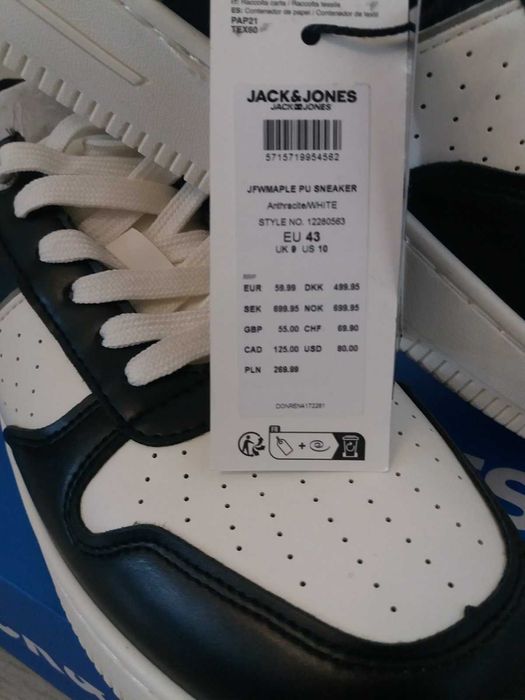 IT: Raccolta carta / Raccolta tessile
ES: Contenedor de papel / Contenedor de textil
PAP21
TEX60
JACK&JONES
JACK JONES
5715719954562
JFWMAPLE PU SNEAKER
Anthracite/WHITE
STYLE NO. 12280563
EU 43
UK 9 US 10
RRP
EUR 59.99 DKK 499.95
SEK 699.95 NOK 699.95
GBP 55.00 CHF 69.90
CAD 125.00 USD 80.00
PLN 269.99
DONRENA172281
FR
+